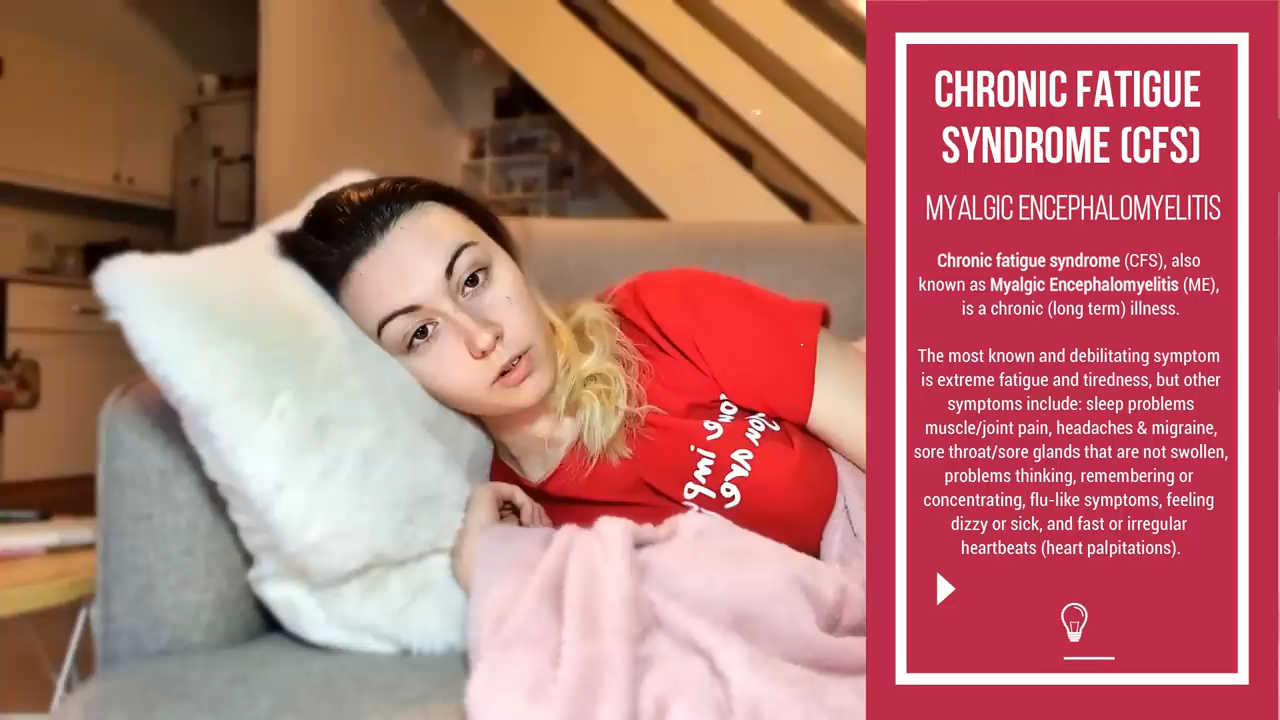 CHRONIC FATIGUE
SYNDROME (CFS)
MYALGIC ENCEPHALOMYELITIS
Chronic fatigue syndrome (CFS), also
known as Myalgic Encephalomyelitis (ME),
is a chronic (long term) illness.
The most known and debilitating symptom
is extreme fatigue and tiredness, but other
symptoms include: sleep problems
muscle/joint pain, headaches & migraine,
sore throat/sore glands that are not swollen,
problems thinking, remembering or
concentrating, flu-like symptoms, feeling
dizzy or sick, and fast or irregular
heartbeats (heart palpitations).